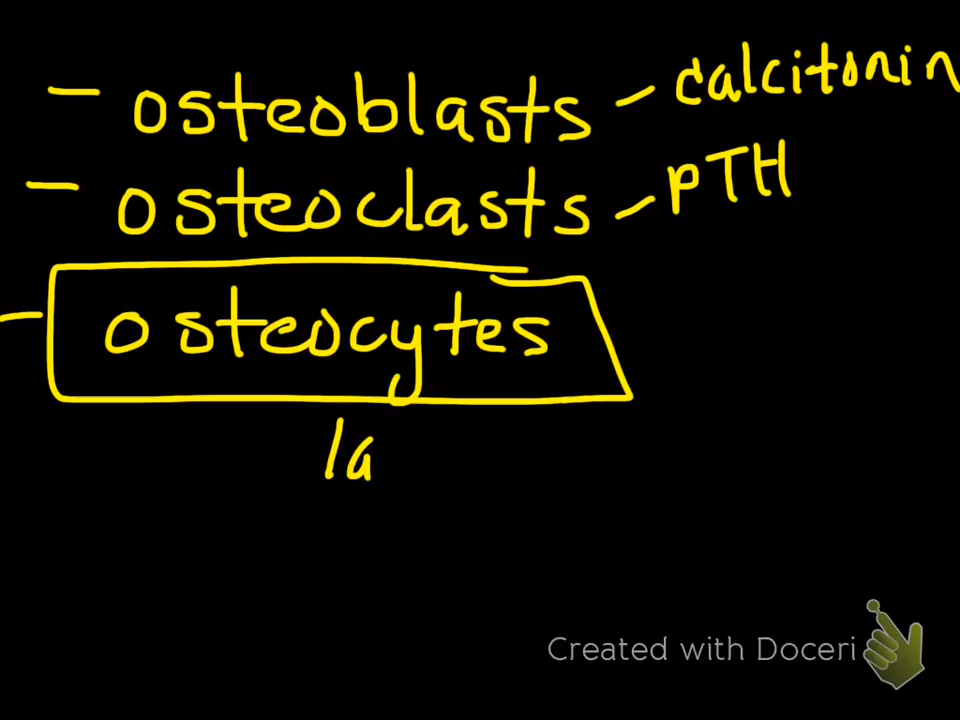 - osteoblasts - calcitonin
- osteoclasts - PTH
- osteocytes
la
Created with Doceri